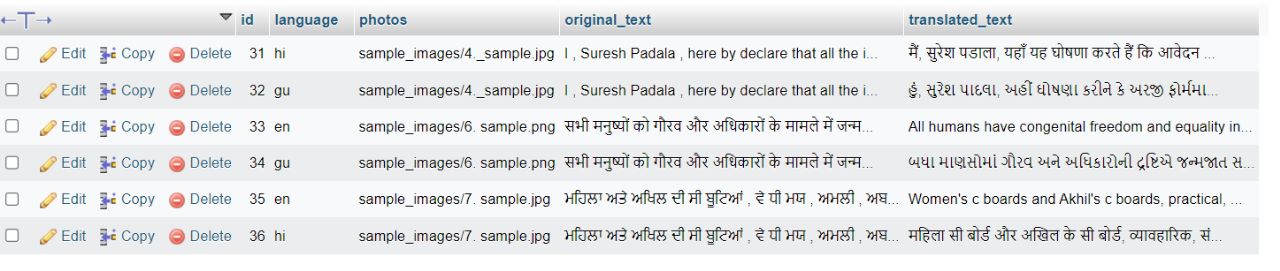 id language photos original_text translated_text
Edit Copy Delete 31 hi sample_images/4._sample.jpg I , Suresh Padala , here by declare that all the i... मैं, सुरेश पडाला, यहाँ यह घोषणा करते हैं कि आवेदन ...
Edit Copy Delete 32 gu sample_images/4._sample.jpg I , Suresh Padala , here by declare that all the i... હું, સુરેશ પાદલા, અહીં ઘોષણા કરીને કે અરજી ફોર્મમા...
Edit Copy Delete 33 en sample_images/6. sample.png सभी मनुष्यों को गौरव और अधिकारों के मामले में जन्म... All humans have congenital freedom and equality in...
Edit Copy Delete 34 gu sample_images/6. sample.png सभी मनुष्यों को गौरव और अधिकारों के मामले में जन्म... બધા માણસોમાં ગૌરવ અને અધિકારોની દ્રષ્ટિએ જન્મજાત સ...
Edit Copy Delete 35 en sample_images/7. sample.jpg ਮਹਿਲਾ ਅਤੇ ਅਖਿਲ ਦੀ ਸੀ ਬੂਟਿਆਂ , ਵੇ ਪੀ ਮਯ , ਅਮਲੀ , ਅਬ... Women's c boards and Akhil's c boards, practical, ...
Edit Copy Delete 36 hi sample_images/7. sample.jpg ਮਹਿਲਾ ਅਤੇ ਅਖਿਲ ਦੀ ਸੀ ਬੂਟਿਆਂ , ਵੇ ਪੀ ਮਯ , ਅਮਲੀ , ਅਬ... महिला सी बोर्ड और अखिल के सी बोर्ड, व्यावहारिक, सं...